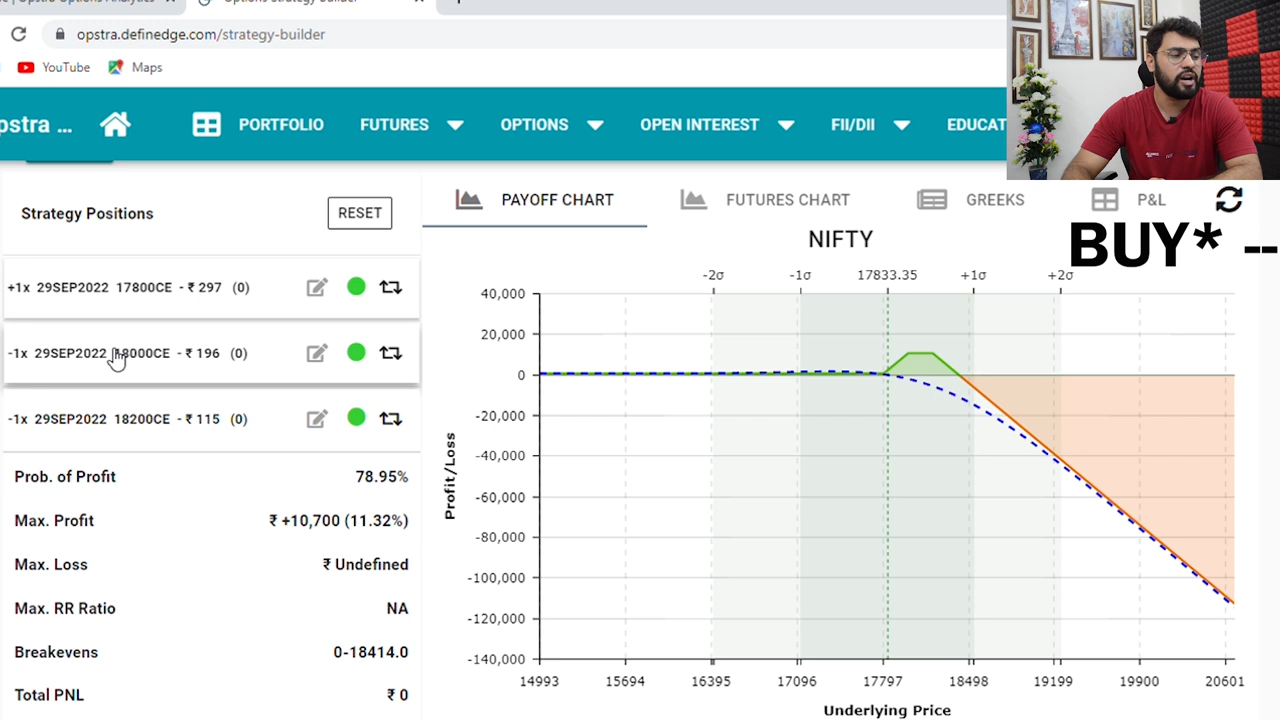 Options Strategy Builder
opstra.definedge.com/strategy-builder
YouTube Maps
PORTFOLIO FUTURES OPTIONS OPEN INTEREST FII/DII
Strategy Positions RESET
+1x 29SEP2022 17800CE - ₹ 297 (0)
-1x 29SEP2022 18000CE - ₹ 196 (0)
-1x 29SEP2022 18200CE - ₹ 115 (0)
Prob. of Profit 78.95%
Max. Profit ₹ +10,700 (11.32%)
Max. Loss ₹ Undefined
Max. RR Ratio NA
Breakevens 0-18414.0
Total PNL ₹ 0
PAYOFF CHART FUTURES CHART GREEKS P&L
BUY* --
NIFTY
-2σ -1σ 17833.35 +1σ +2σ
40,000
20,000
0
-20,000
-40,000
-60,000
-80,000
-100,000
-120,000
-140,000
Profit/Loss
14993 15694 16395 17096 17797 18498 19199 19900 20601
Underlying Price